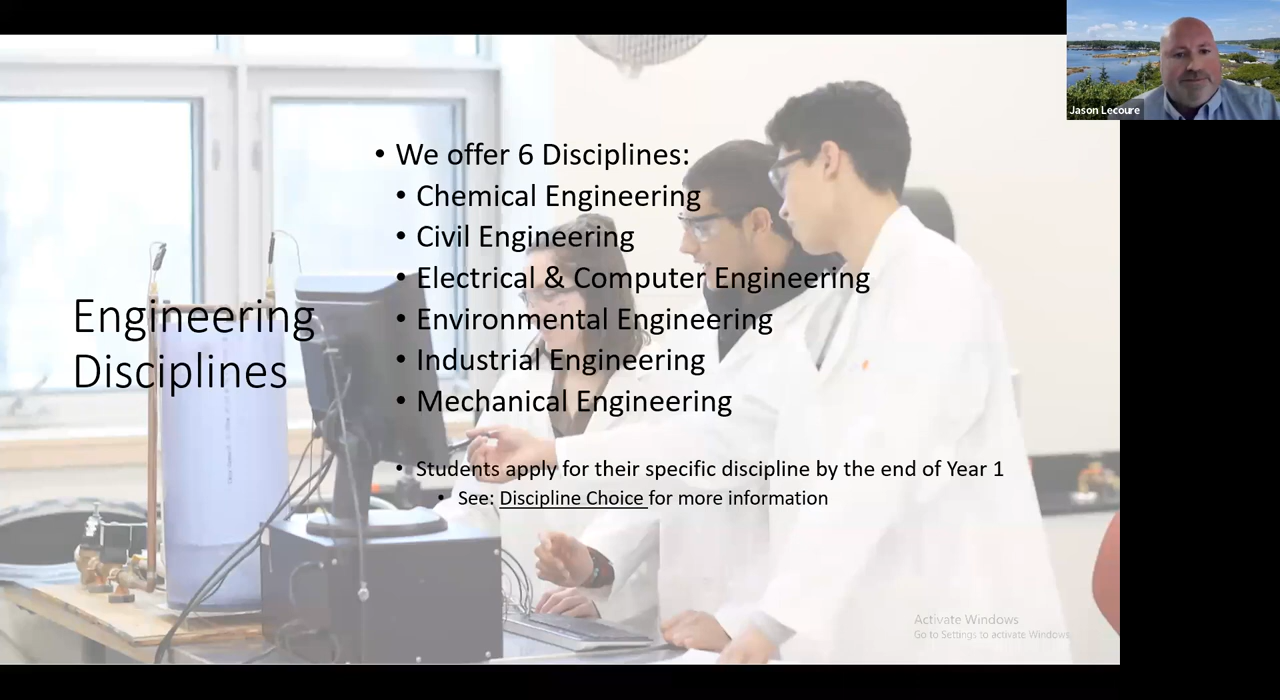 Jason Lecoure
Engineering
Disciplines
• We offer 6 Disciplines:
• Chemical Engineering
• Civil Engineering
• Electrical & Computer Engineering
• Environmental Engineering
• Industrial Engineering
• Mechanical Engineering
• Students apply for their specific discipline by the end of Year 1
• See: Discipline Choice for more information
Activate Windows
Go to Settings to activate Windows.